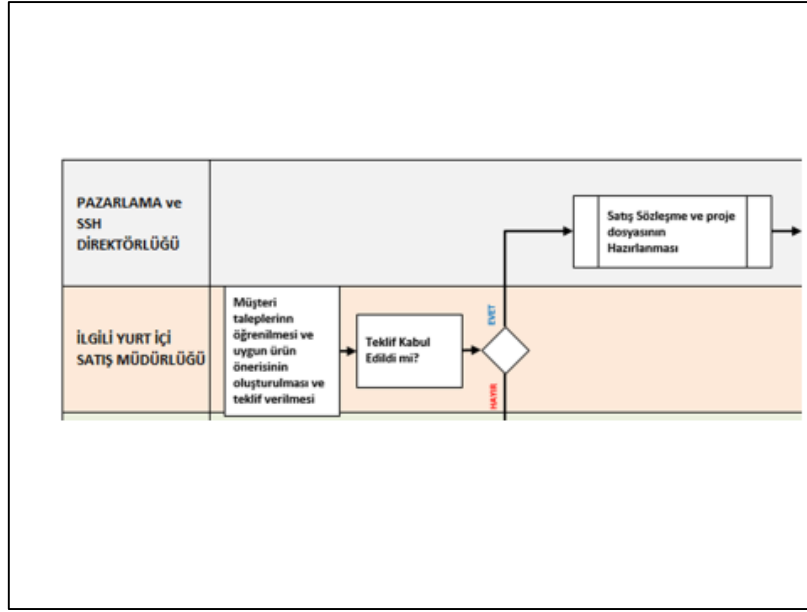 PAZARLAMA ve
SSH
DİREKTÖRLÜĞÜ
Satış Sözleşme ve proje
dosyasının
Hazırlanması
İLGİLİ YURT İÇİ
SATIŞ MÜDÜRLÜĞÜ
Müşteri
taleplerinn
öğrenilmesi ve
uygun ürün
önerisinin
oluşturulması ve
teklif verilmesi
Teklif Kabul
Edildi mi?
EVET
HAYIR